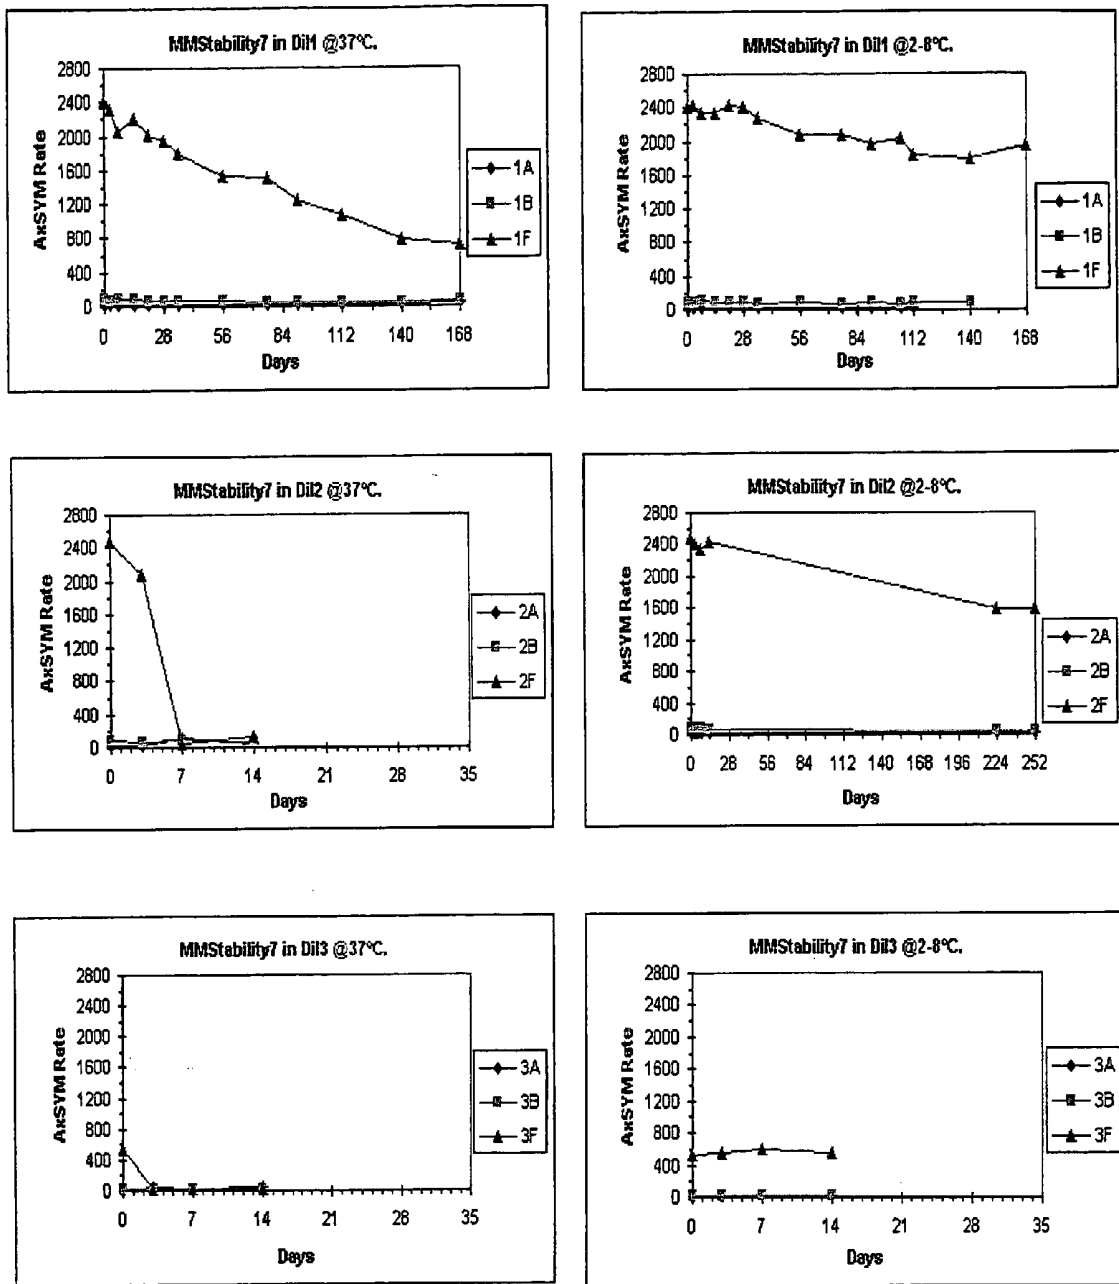 MMStability7 in Dil1 @37°C.
2800
2400
2000
1600
1200
800
400
0
AxSYM Rate
0 28 56 84 112 140 168
Days
1A
1B
1F
MMStability7 in Dil1 @2-8°C.
2800
2400
2000
1600
1200
800
400
0
AxSYM Rate
0 28 56 84 112 140 168
Days
1A
1B
1F
MMStability7 in Dil2 @37°C.
2800
2400
2000
1600
1200
800
400
0
AxSYM Rate
0 7 14 21 28 35
Days
2A
2B
2F
MMStability7 in Dil2 @2-8°C.
2800
2400
2000
1600
1200
800
400
0
AxSYM Rate
0 28 56 84 112 140 168 196 224 252
Days
2A
2B
2F
MMStability7 in Dil3 @37°C.
2800
2400
2000
1600
1200
800
400
0
AxSYM Rate
0 7 14 21 28 35
Days
3A
3B
3F
MMStability7 in Dil3 @2-8°C.
2800
2400
2000
1600
1200
800
400
0
AxSYM Rate
0 7 14 21 28 35
Days
3A
3B
3F